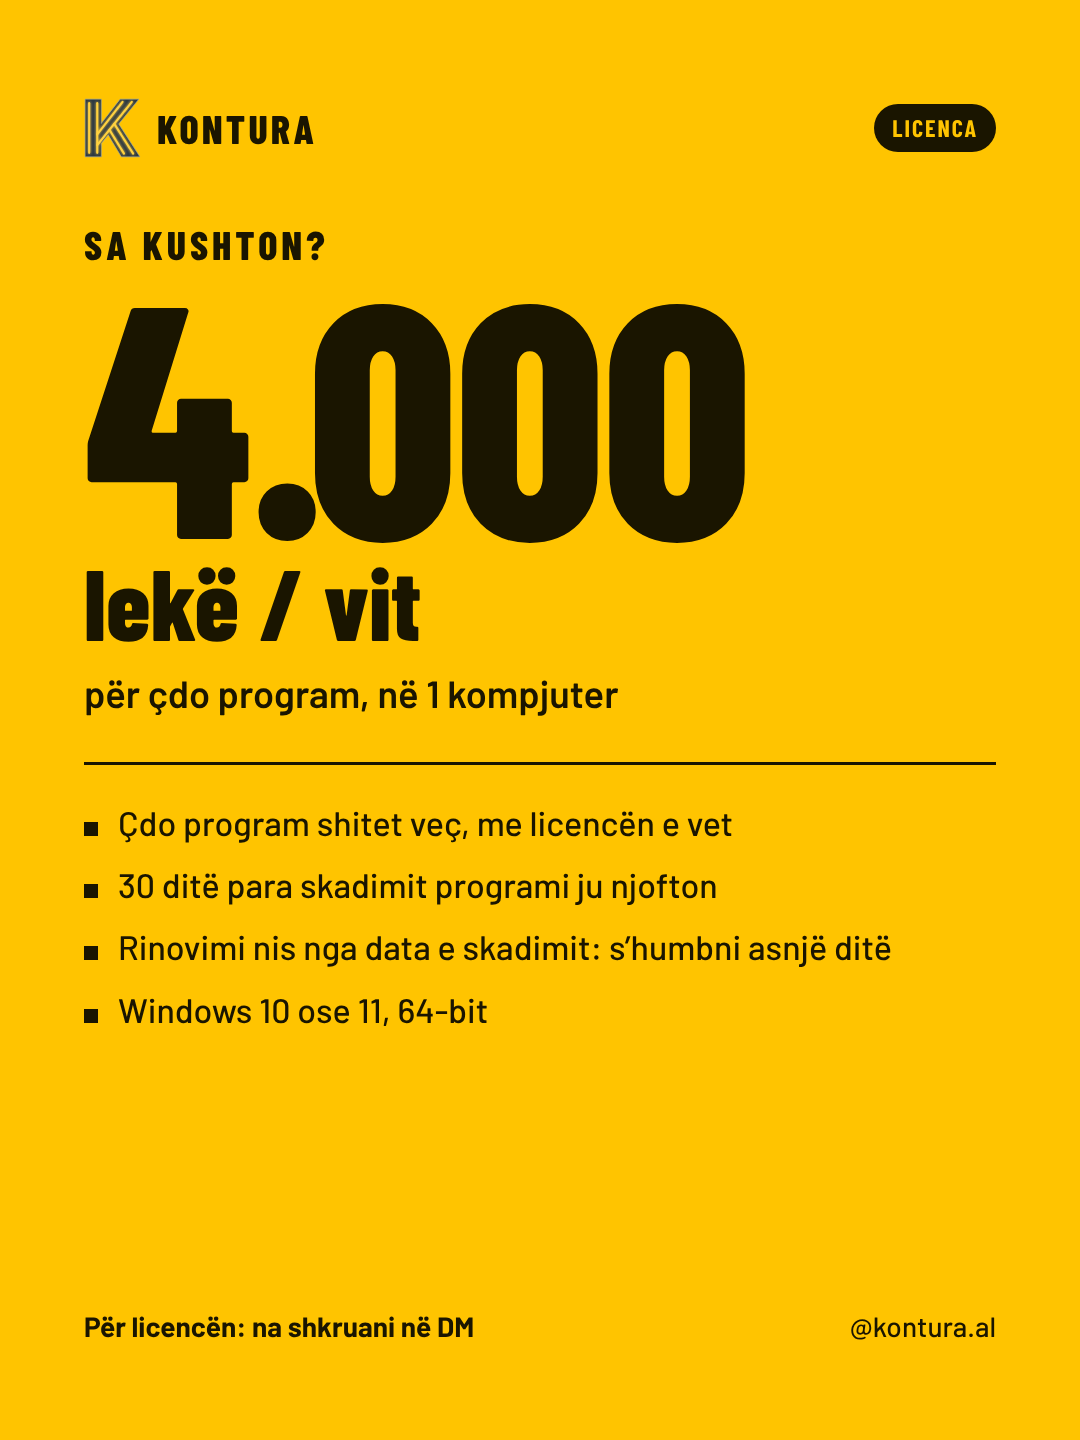 K KONTURA
LICENCA
SA KUSHTON?
4.000
lekë / vit
për çdo program, në 1 kompjuter
Çdo program shitet veç, me licencën e vet
30 ditë para skadimit programi ju njofton
Rinovimi nis nga data e skadimit: s’humbni asnjë ditë
Windows 10 ose 11, 64-bit
Për licencën: na shkruani në DM
@kontura.al